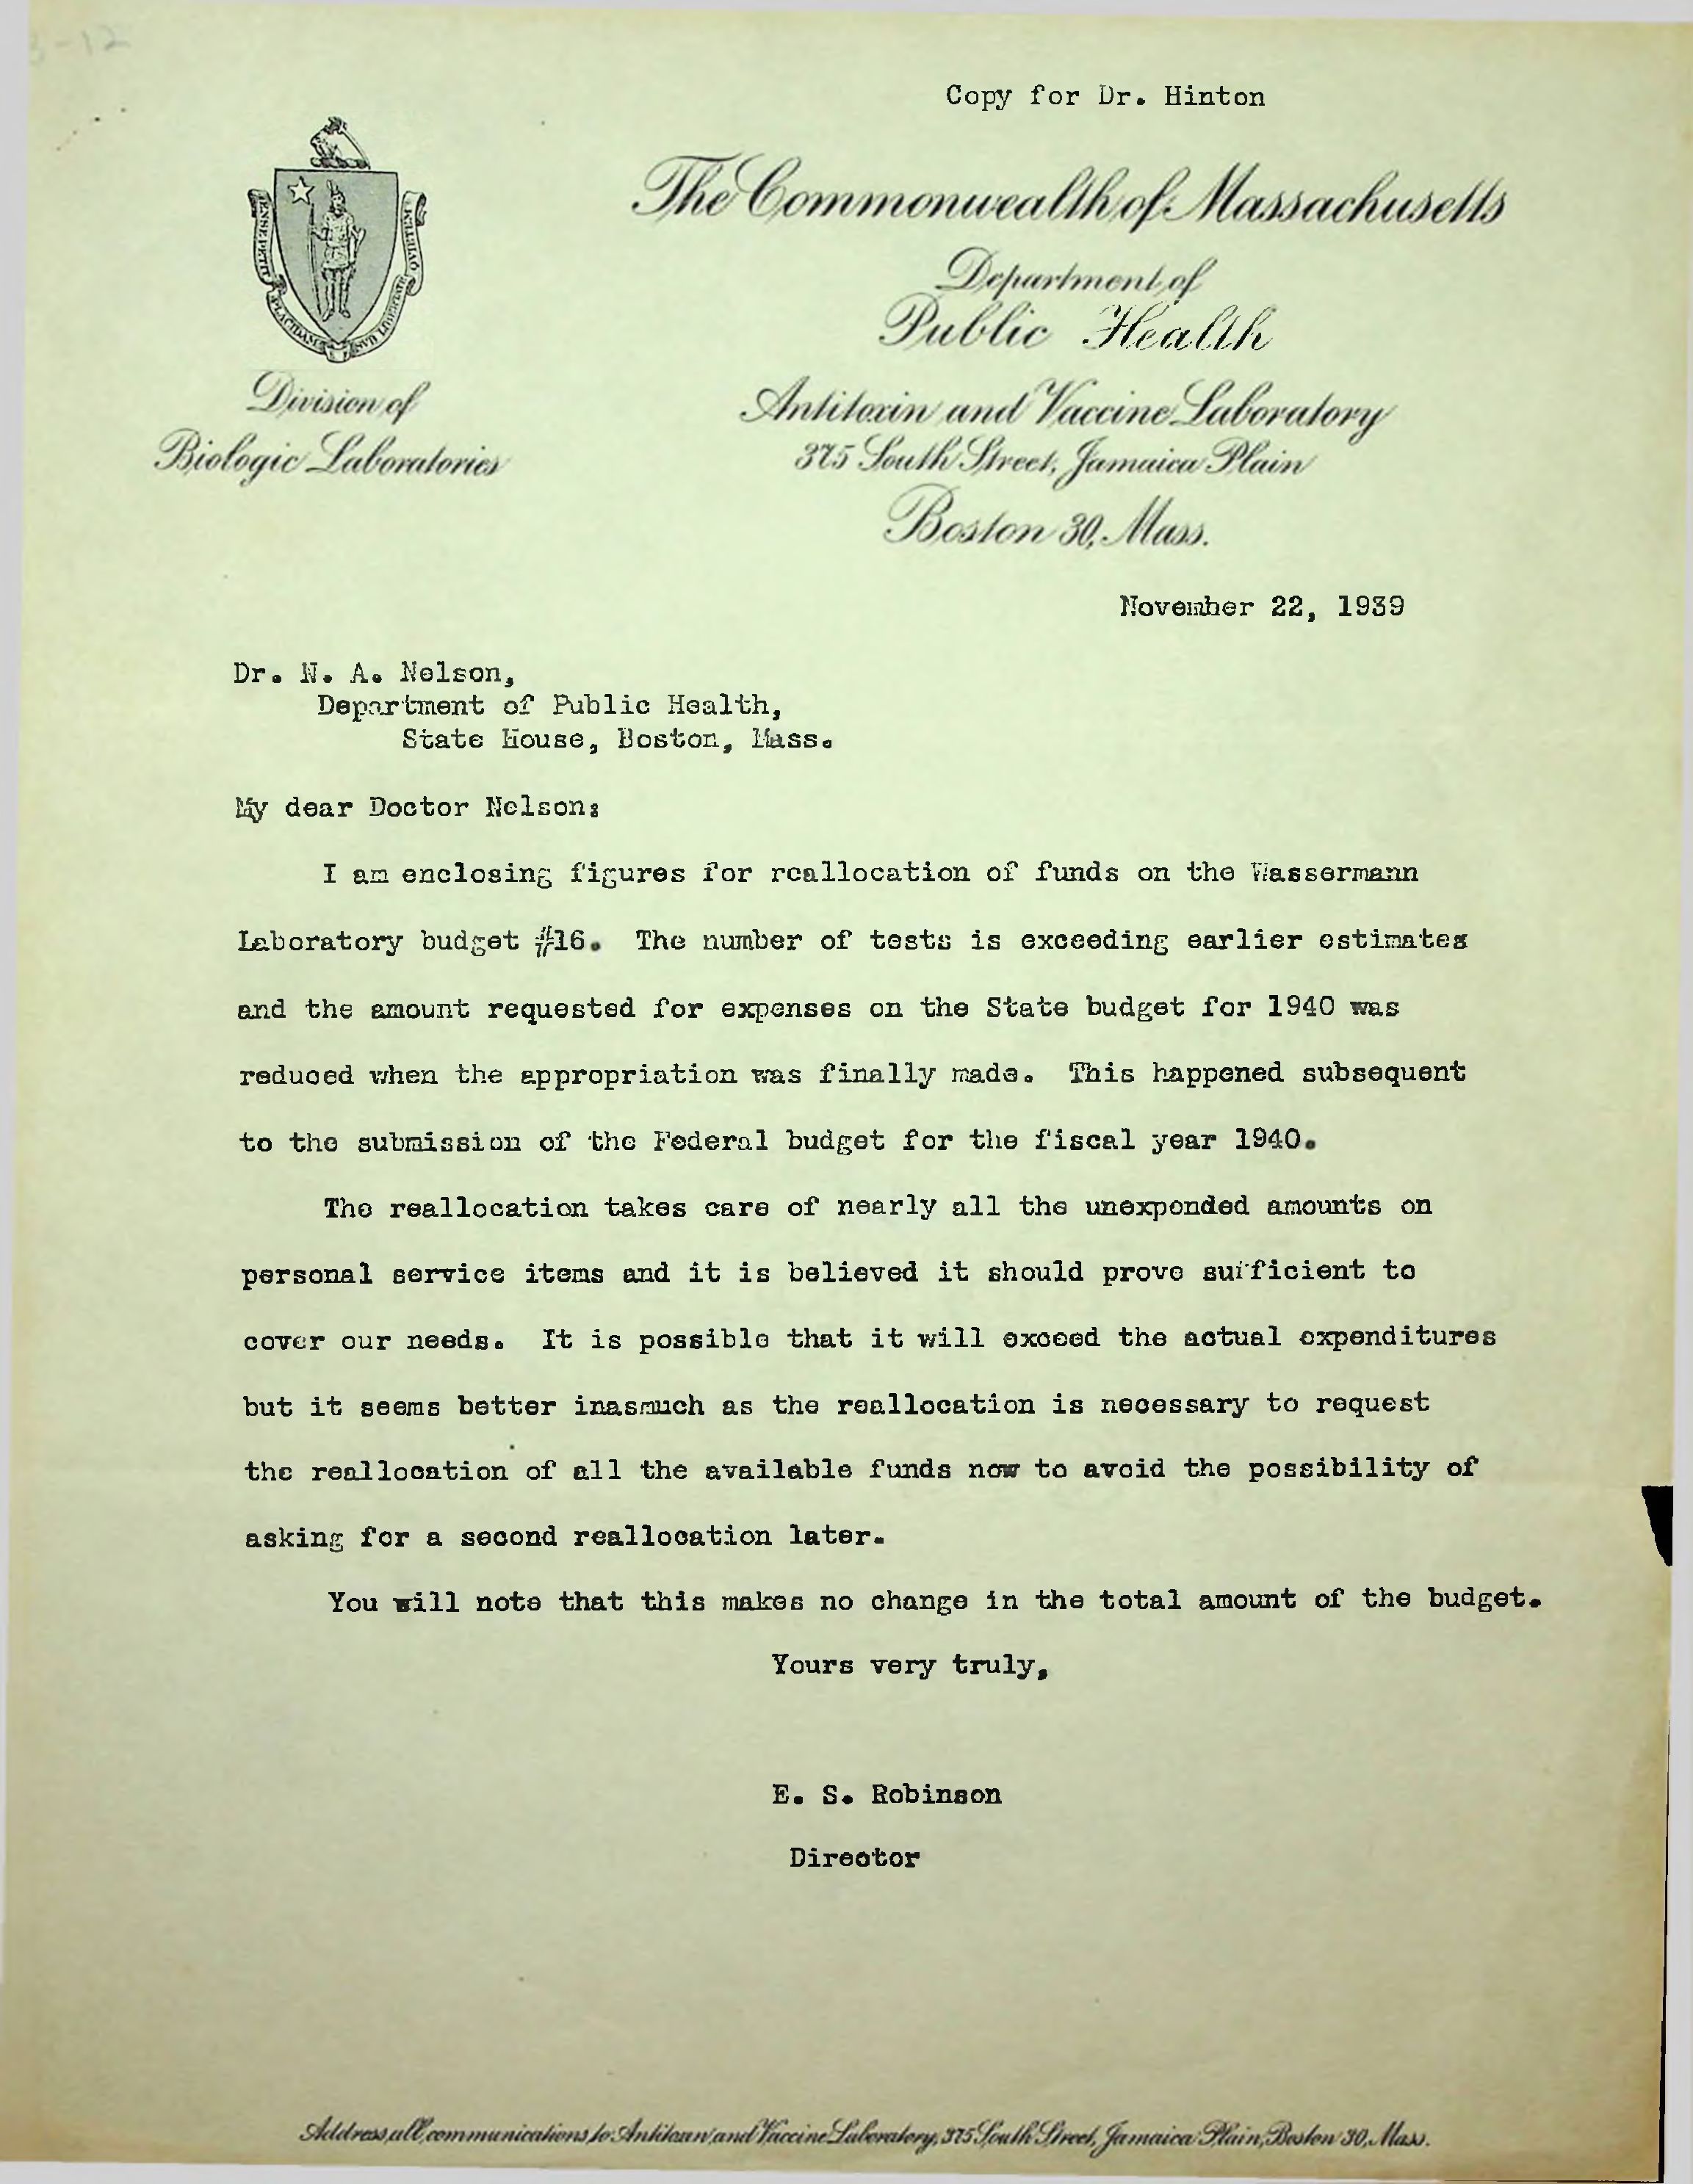 Copy for Dr. Hinton
The Commonwealth of Massachusetts
Department of
Public Health
Antitoxin and Vaccine Laboratory
375 South Street, Jamaica Plain
Boston 30, Mass.
Division of
Biologic Laboratories
November 22, 1939
Dr. N. A. Nelson,
Department of Public Health,
State House, Boston, Mass.
My dear Doctor Nelson:
I am enclosing figures for reallocation of funds on the Wassermann
Laboratory budget #16. The number of tests is exceeding earlier estimates
and the amount requested for expenses on the State budget for 1940 was
reduced when the appropriation was finally made. This happened subsequent
to the submission of the Federal budget for the fiscal year 1940.
The reallocation takes care of nearly all the unexpended amounts on
personal service items and it is believed it should prove sufficient to
cover our needs. It is possible that it will exceed the actual expenditures
but it seems better inasmuch as the reallocation is necessary to request
the reallocation of all the available funds now to avoid the possibility of
asking for a second reallocation later.
You will note that this makes no change in the total amount of the budget.
Yours very truly,
E. S. Robinson
Director
Address all communications to Antitoxin and Vaccine Laboratory, 375 South Street, Jamaica Plain, Boston 30, Mass.